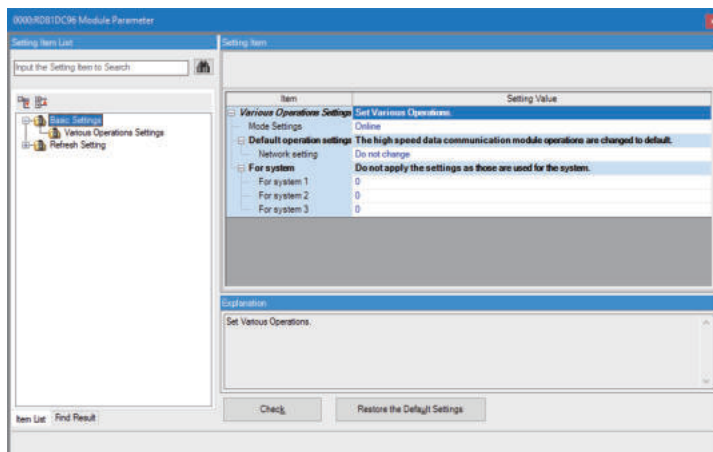 0000:RD81DC96 Module Parameter
Setting Item List
Input the Setting Item to Search
Basic Settings
Various Operations Settings
Refresh Setting
Item List
Find Result
Setting Item
Item
Setting Value
Various Operations Settings
Set Various Operations.
Mode Settings
Online
Default operation settings
The high speed data communication module operations are changed to default.
Network setting
Do not change
For system
Do not apply the settings as those are used for the system.
For system 1
0
For system 2
0
For system 3
0
Explanation
Set Various Operations.
Check
Restore the Default Settings